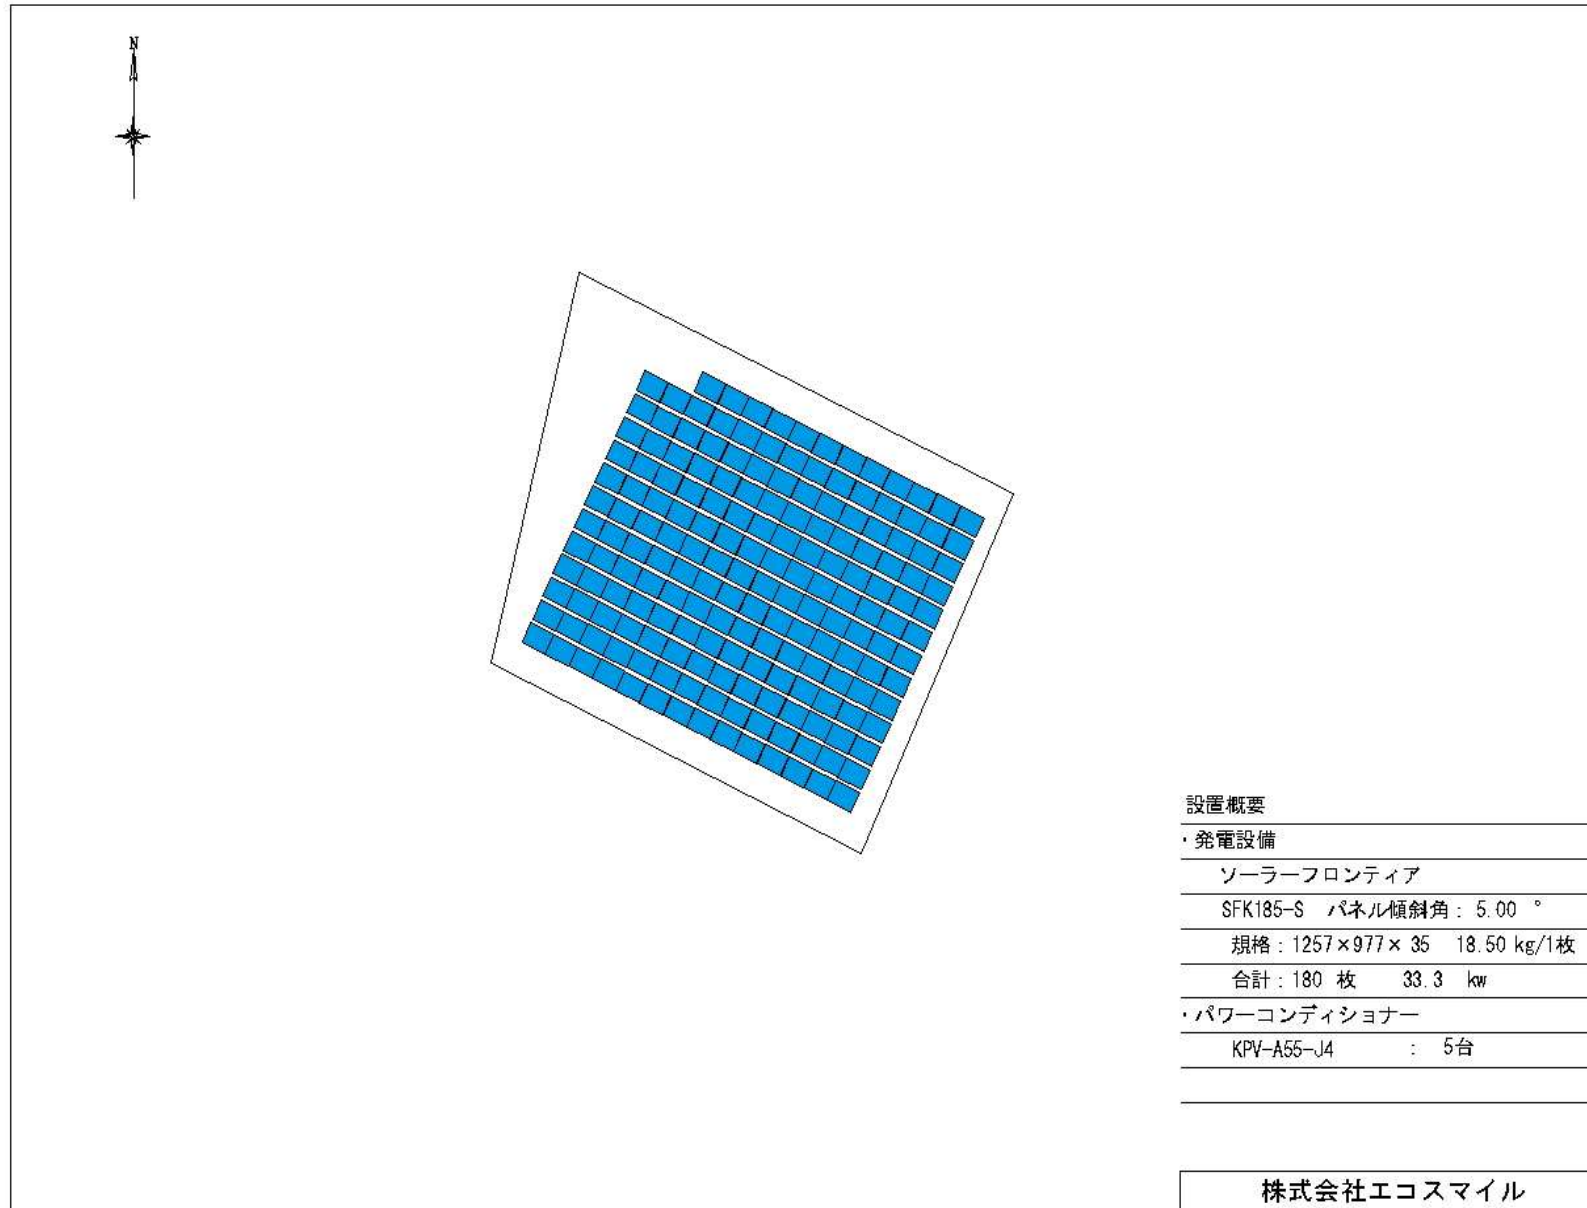 N
設置概要
・発電設備
ソーラーフロンティア
SFK185-S パネル傾斜角: 5.00 °
規格:1257×977× 35 18.50 kg/1枚
合計:180 枚 33.3 kw
・パワーコンディショナー
KPV-A55-J4 : 5台
株式会社エコスマイル